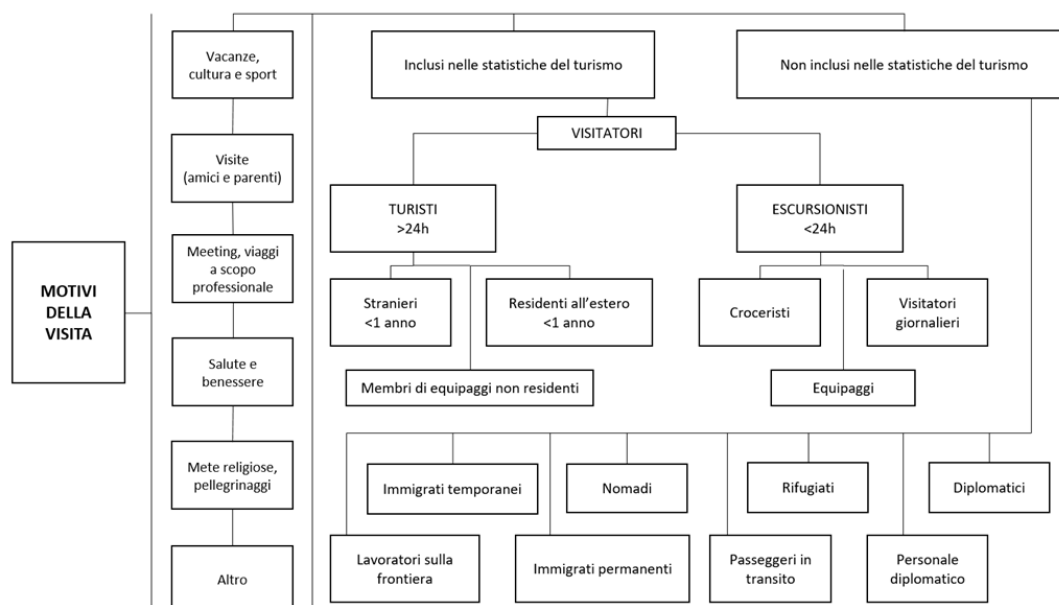 MOTIVI
DELLA
VISITA
Vacanze,
cultura e sport
Visite
(amici e parenti)
Meeting, viaggi
a scopo
professionale
Salute e
benessere
Mete religiose,
pellegrinaggi
Altro
Inclusi nelle statistiche del turismo
Non inclusi nelle statistiche del turismo
VISITATORI
TURISTI
>24h
ESCURSIONISTI
<24h
Stranieri
<1 anno
Residenti all’estero
<1 anno
Croceristi
Visitatori
giornalieri
Membri di equipaggi non residenti
Equipaggi
Immigrati temporanei
Nomadi
Rifugiati
Diplomatici
Lavoratori sulla
frontiera
Immigrati permanenti
Passeggeri in
transito
Personale
diplomatico